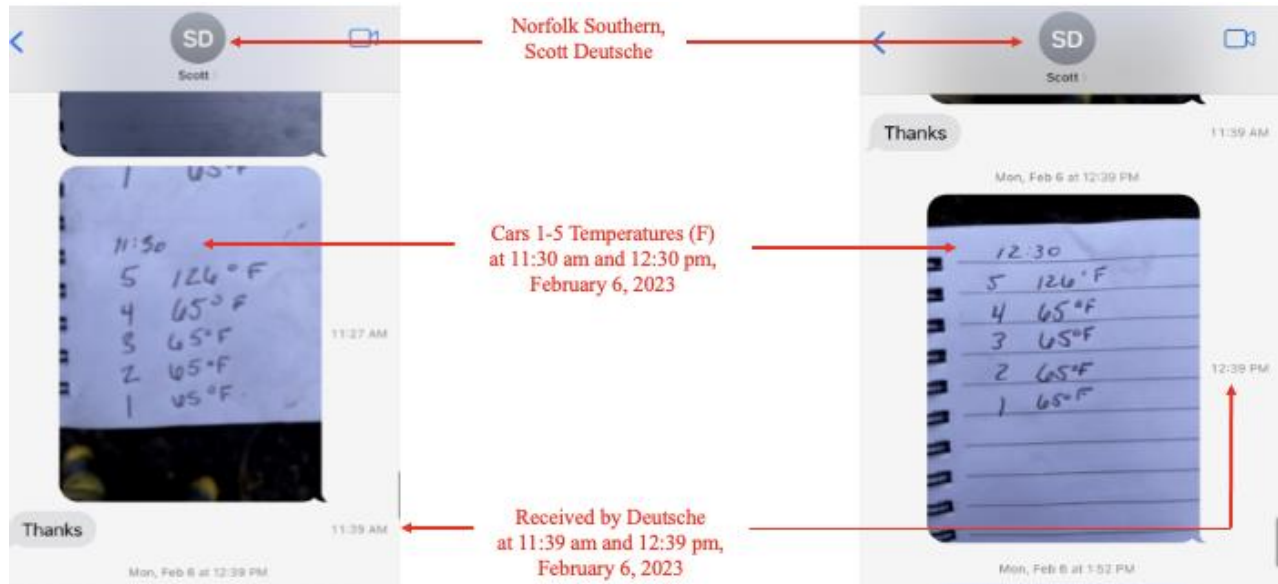 SD
Scott
1 65°F
11:30
5 126°F
4 65°F
3 65°F
2 65°F
1 65°F
11:27 AM
Thanks
11:39 AM
Mon, Feb 6 at 12:39 PM
Norfolk Southern,
Scott Deutsche
Cars 1-5 Temperatures (F)
at 11:30 am and 12:30 pm,
February 6, 2023
Received by Deutsche
at 11:39 am and 12:39 pm,
February 6, 2023
SD
Scott
Thanks
11:39 AM
Mon, Feb 6 at 12:39 PM
12:30
5 126°F
4 65°F
3 65°F
2 65°F
1 65°F
12:39 PM
Mon, Feb 6 at 1:52 PM